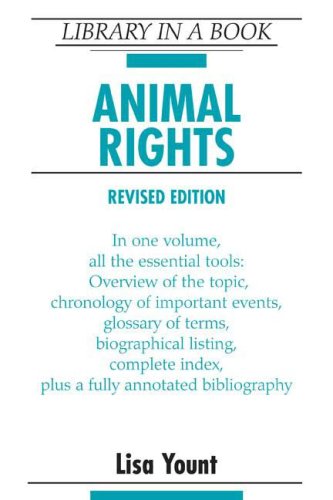 LIBRARY IN A BOOK
ANIMAL
RIGHTS
REVISED EDITION
In one volume,
all the essential tools:
Overview of the topic,
chronology of important events,
glossary of terms,
biographical listing,
complete index,
plus a fully annotated bibliography
Lisa Yount